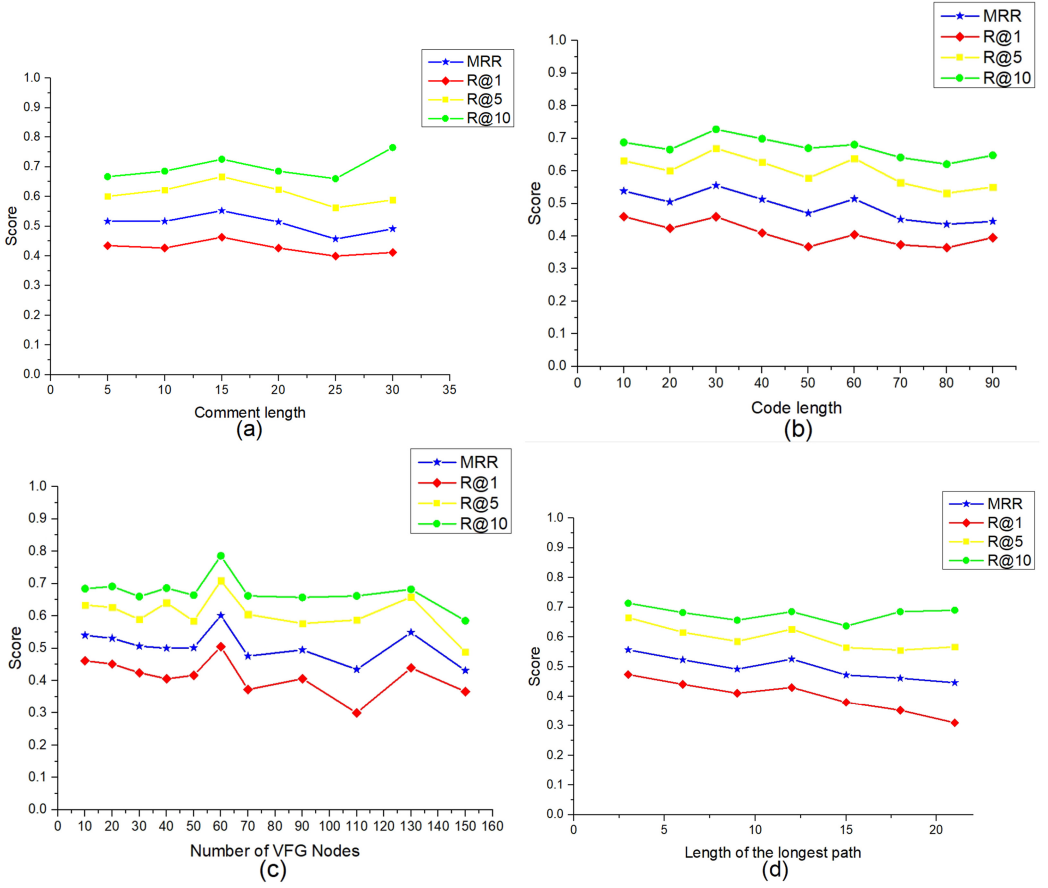 MRR
R@1
R@5
R@10
1.0
0.9
0.8
0.7
0.6
0.5
0.4
0.3
0.2
0.1
0.0
Score
0 5 10 15 20 25 30 35
Comment length
(a)
MRR
R@1
R@5
R@10
1.0
0.9
0.8
0.7
0.6
0.5
0.4
0.3
0.2
0.1
0.0
Score
0 10 20 30 40 50 60 70 80 90
Code length
(b)
MRR
R@1
R@5
R@10
1.0
0.9
0.8
0.7
0.6
0.5
0.4
0.3
0.2
0.1
0.0
Score
0 10 20 30 40 50 60 70 80 90 100 110 120 130 140 150 160
Number of VFG Nodes
(c)
MRR
R@1
R@5
R@10
1.0
0.9
0.8
0.7
0.6
0.5
0.4
0.3
0.2
0.1
0.0
Score
0 5 10 15 20
Length of the longest path
(d)